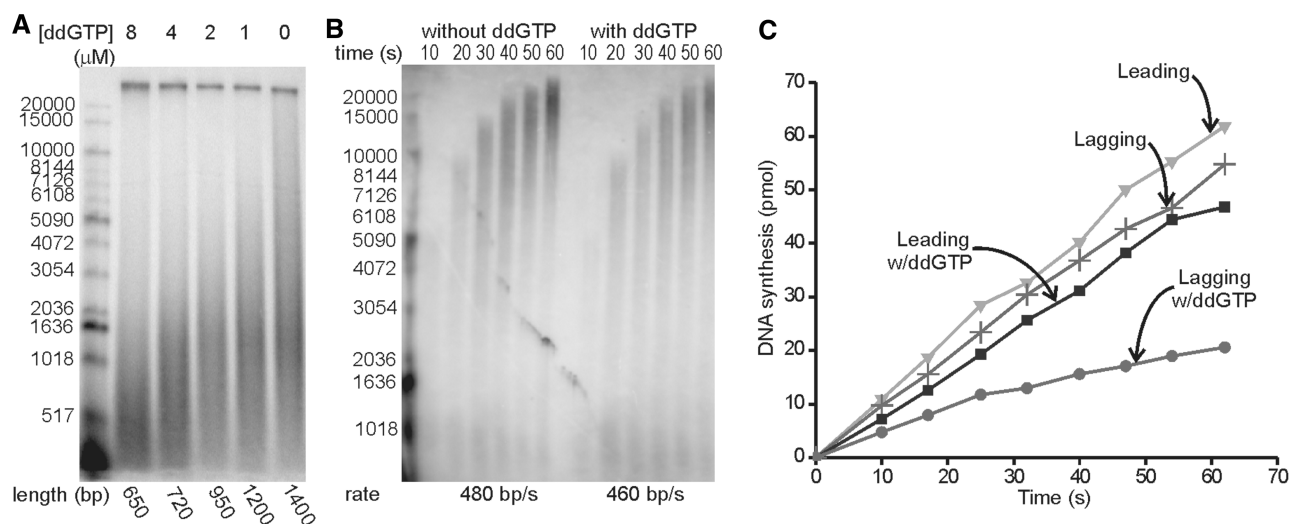 A
[ddGTP] 8 4 2 1 0
(μM)
20000
15000
10000
8144
7126
6108
5090
4072
3054
2036
1636
1018
517
length (bp) 650 720 950 1200 1400
B
without ddGTP with ddGTP
time (s) 10 20 30 40 50 60 10 20 30 40 50 60
20000
15000
10000
8144
7126
6108
5090
4072
3054
2036
1636
1018
rate 480 bp/s 460 bp/s
C
DNA synthesis (pmol)
70
60
50
40
30
20
10
0
Leading
Lagging
Leading
w/ddGTP
Lagging
w/ddGTP
0 10 20 30 40 50 60 70
Time (s)